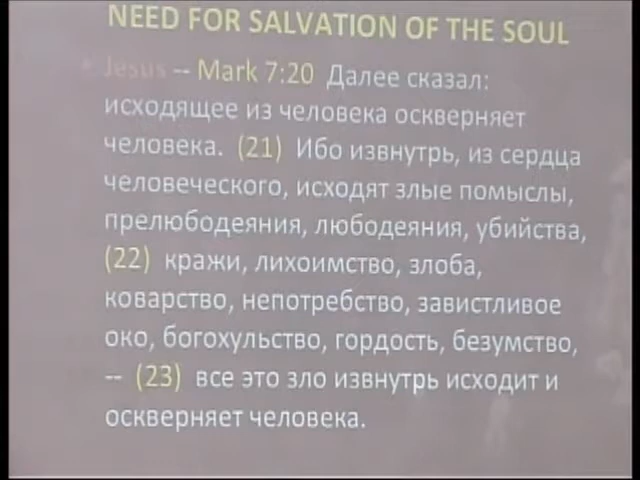 NEED FOR SALVATION OF THE SOUL
Jesus -- Mark 7:20 Далее сказал:
исходящее из человека оскверняет
человека. (21) Ибо извнутрь, из сердца
человеческого, исходят злые помыслы,
прелюбодеяния, любодеяния, убийства,
(22) кражи, лихоимство, злоба,
коварство, непотребство, завистливое
око, богохульство, гордость, безумство,
-- (23) все это зло извнутрь исходит и
оскверняет человека.